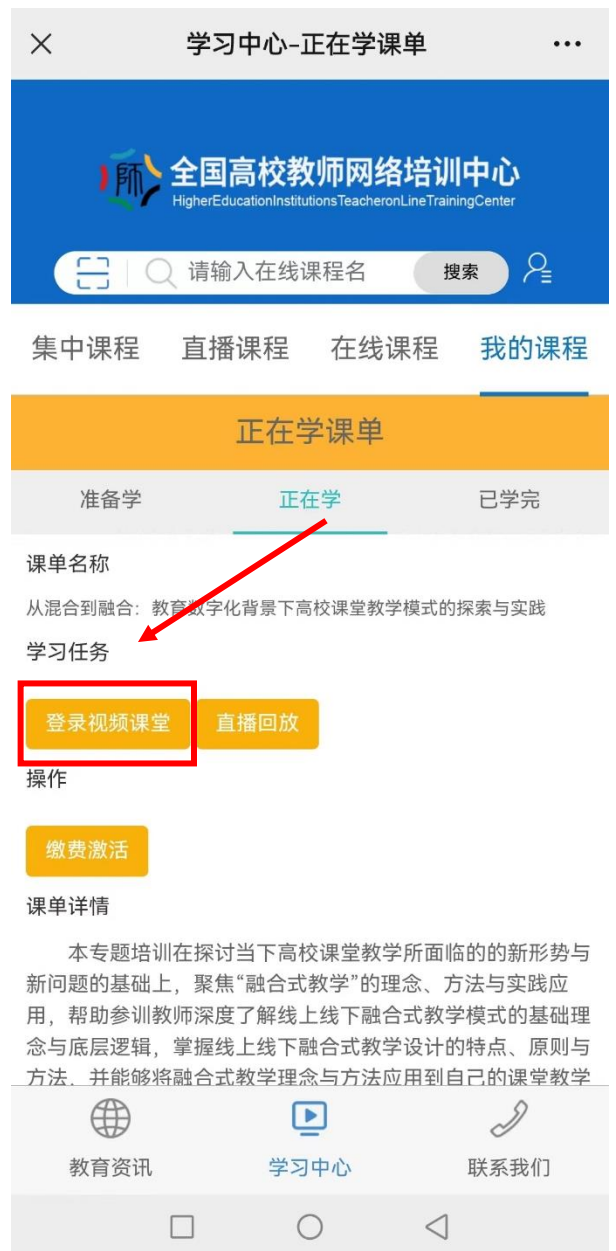 学习中心-正在学课单
師
全国高校教师网络培训中心
HigherEducationInstitutionsTeacheronLineTrainingCenter
请输入在线课程名 搜索
集中课程 直播课程 在线课程 我的课程
正在学课单
准备学 正在学 已学完
课单名称
从混合到融合：教育数字化背景下高校课堂教学模式的探索与实践
学习任务
登录视频课堂 直播回放
操作
缴费激活
课单详情
本专题培训在探讨当下高校课堂教学所面临的的新形势与
新问题的基础上，聚焦“融合式教学”的理念、方法与实践应
用，帮助参训教师深度了解线上线下融合式教学模式的基础理
念与底层逻辑，掌握线上线下融合式教学设计的特点、原则与
方法，并能够将融合式教学理念与方法应用到自己的课堂教学
教育资讯 学习中心 联系我们